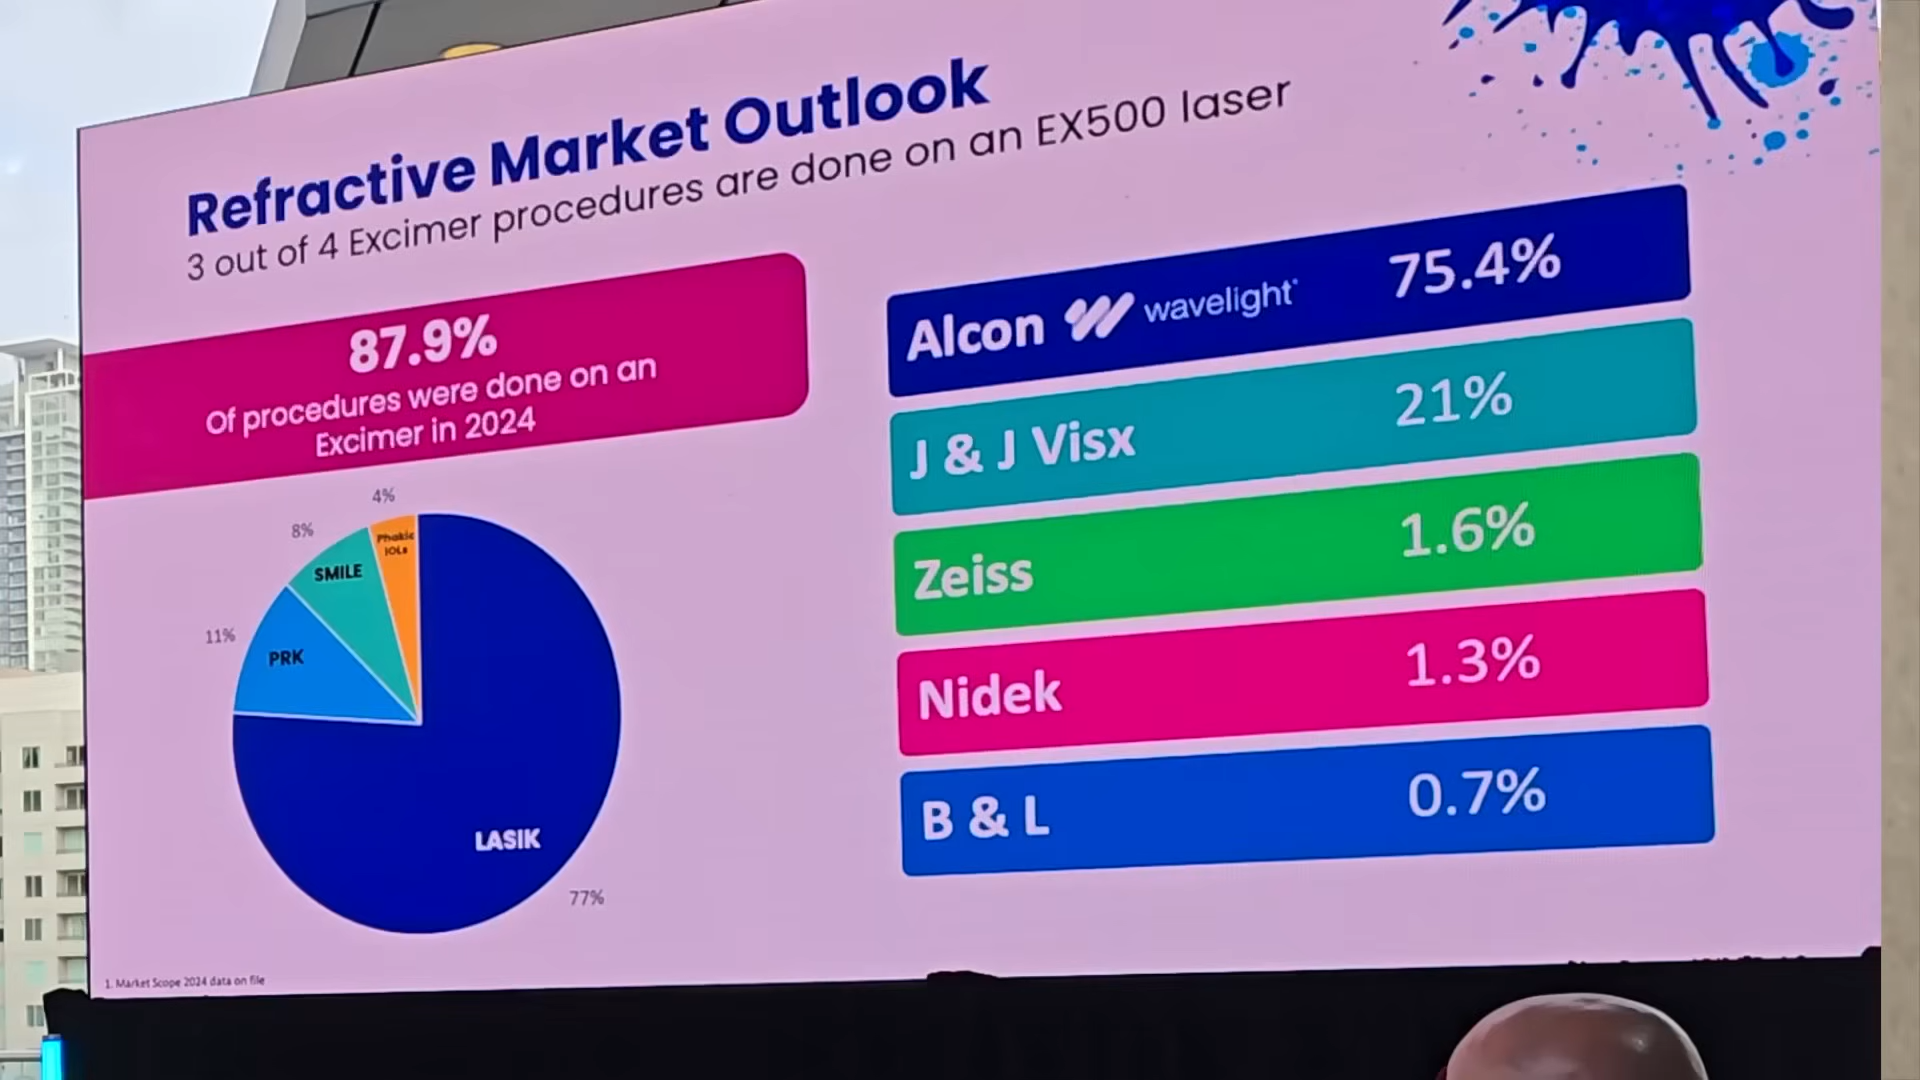 Refractive Market Outlook
3 out of 4 Excimer procedures are done on an EX500 laser
87.9%
Of procedures were done on an
Excimer in 2024
4%
8%
Phakic
IOLs
SMILE
11%
PRK
LASIK
77%
Alcon wavelight® 75.4%
J & J Visx 21%
Zeiss 1.6%
Nidek 1.3%
B & L 0.7%
1. Market Scope 2024 data on file